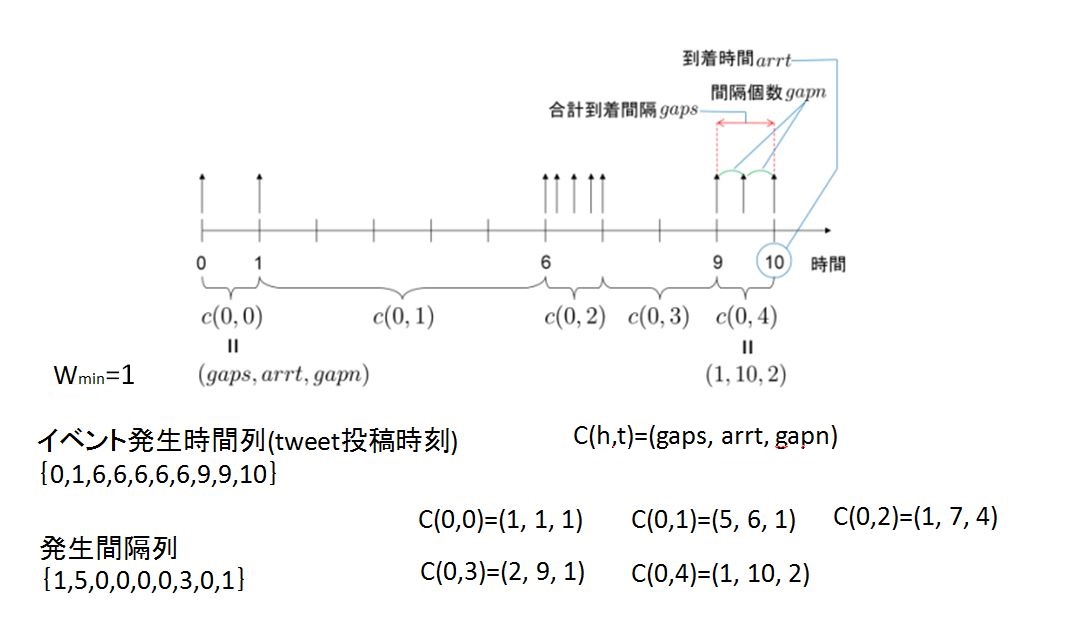 到着時間arrt
間隔個数gapn
合計到着間隔gaps
0 1 6 9 10 時間
c(0,0) c(0,1) c(0,2) c(0,3) c(0,4)
= =
Wmin=1 (gaps, arrt, gapn) (1, 10, 2)
イベント発生時間列(tweet投稿時刻) C(h,t)=(gaps, arrt, gapn)
{0,1,6,6,6,6,6,9,9,10}
C(0,0)=(1, 1, 1) C(0,1)=(5, 6, 1) C(0,2)=(1, 7, 4)
発生間隔列
{1,5,0,0,0,0,3,0,1} C(0,3)=(2, 9, 1) C(0,4)=(1, 10, 2)